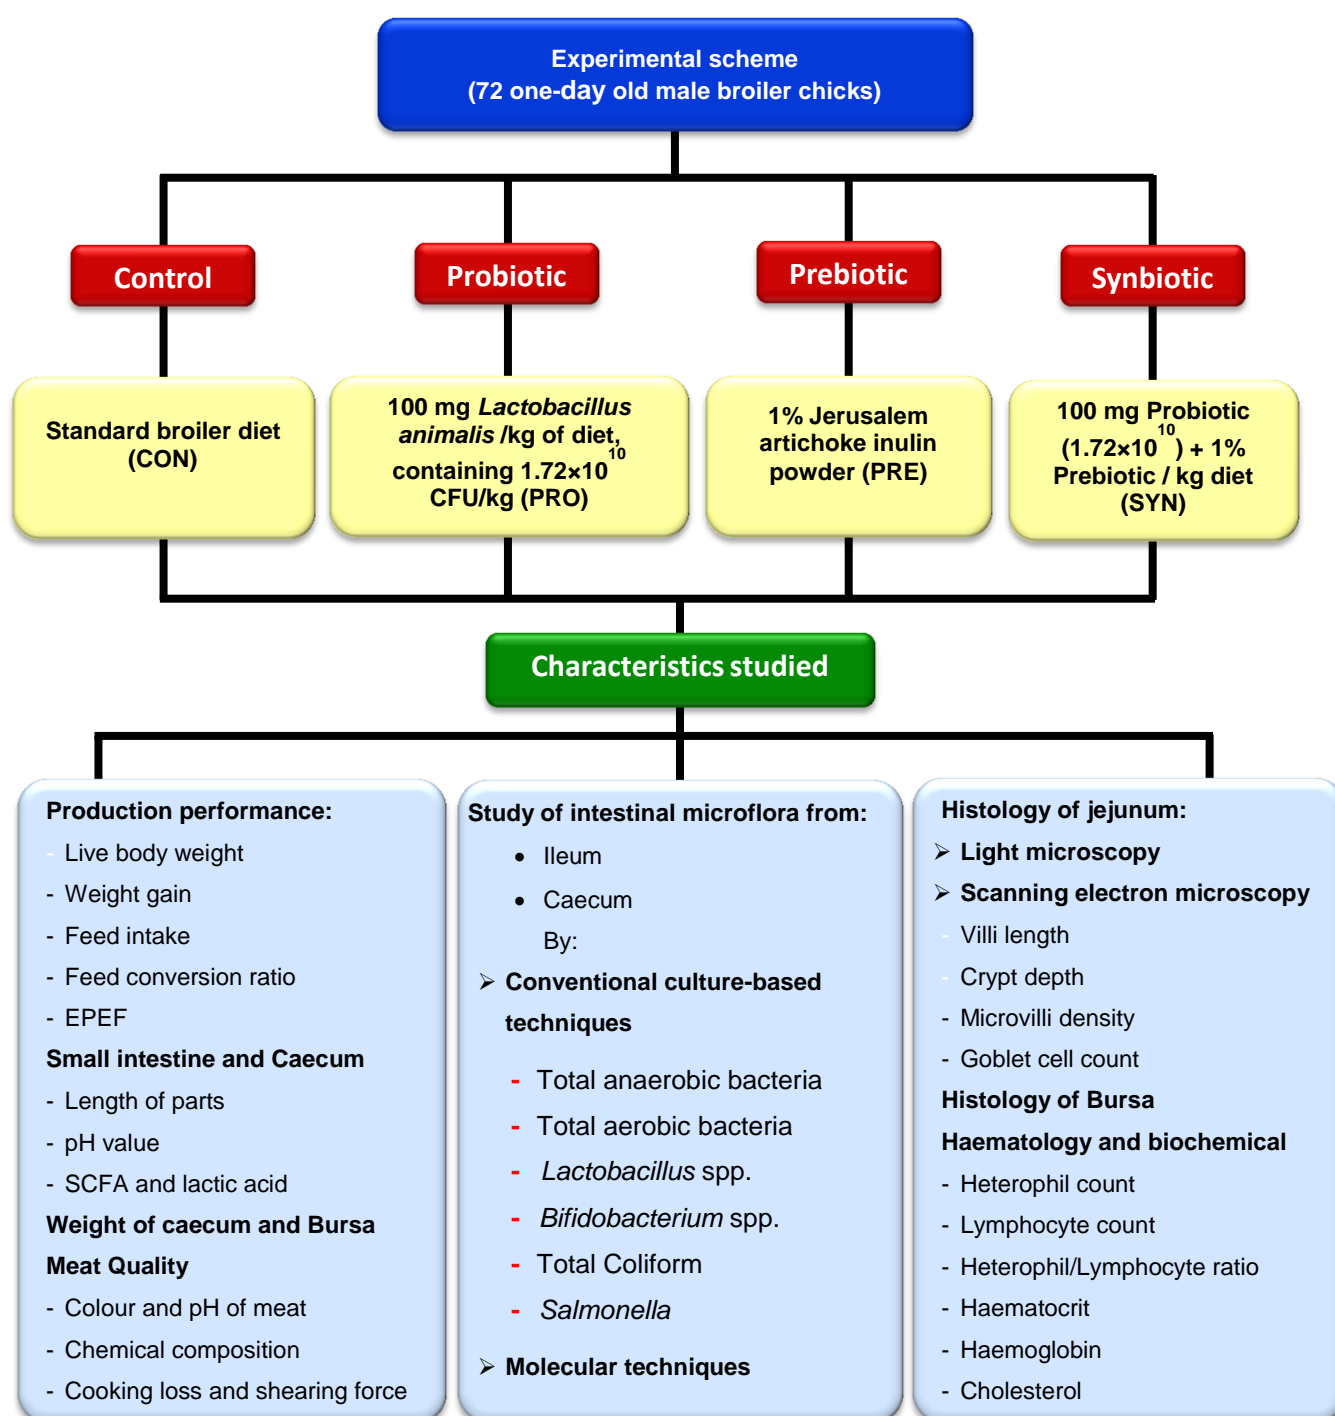 Experimental scheme
(72 one-day old male broiler chicks)
Control
Probiotic
Prebiotic
Synbiotic
Standard broiler diet
(CON)
100 mg Lactobacillus
animalis /kg of diet,
containing 1.72×10^10
CFU/kg (PRO)
1% Jerusalem
artichoke inulin
powder (PRE)
100 mg Probiotic
(1.72×10^10) + 1%
Prebiotic / kg diet
(SYN)
Characteristics studied
Production performance:
- Live body weight
- Weight gain
- Feed intake
- Feed conversion ratio
- EPEF
Small intestine and Caecum
- Length of parts
- pH value
- SCFA and lactic acid
Weight of caecum and Bursa
Meat Quality
- Colour and pH of meat
- Chemical composition
- Cooking loss and shearing force
Study of intestinal microflora from:
• Ileum
• Caecum
By:
➢ Conventional culture-based
techniques
- Total anaerobic bacteria
- Total aerobic bacteria
- Lactobacillus spp.
- Bifidobacterium spp.
- Total Coliform
- Salmonella
➢ Molecular techniques
Histology of jejunum:
➢ Light microscopy
➢ Scanning electron microscopy
- Villi length
- Crypt depth
- Microvilli density
- Goblet cell count
Histology of Bursa
Haematology and biochemical
- Heterophil count
- Lymphocyte count
- Heterophil/Lymphocyte ratio
- Haematocrit
- Haemoglobin
- Cholesterol